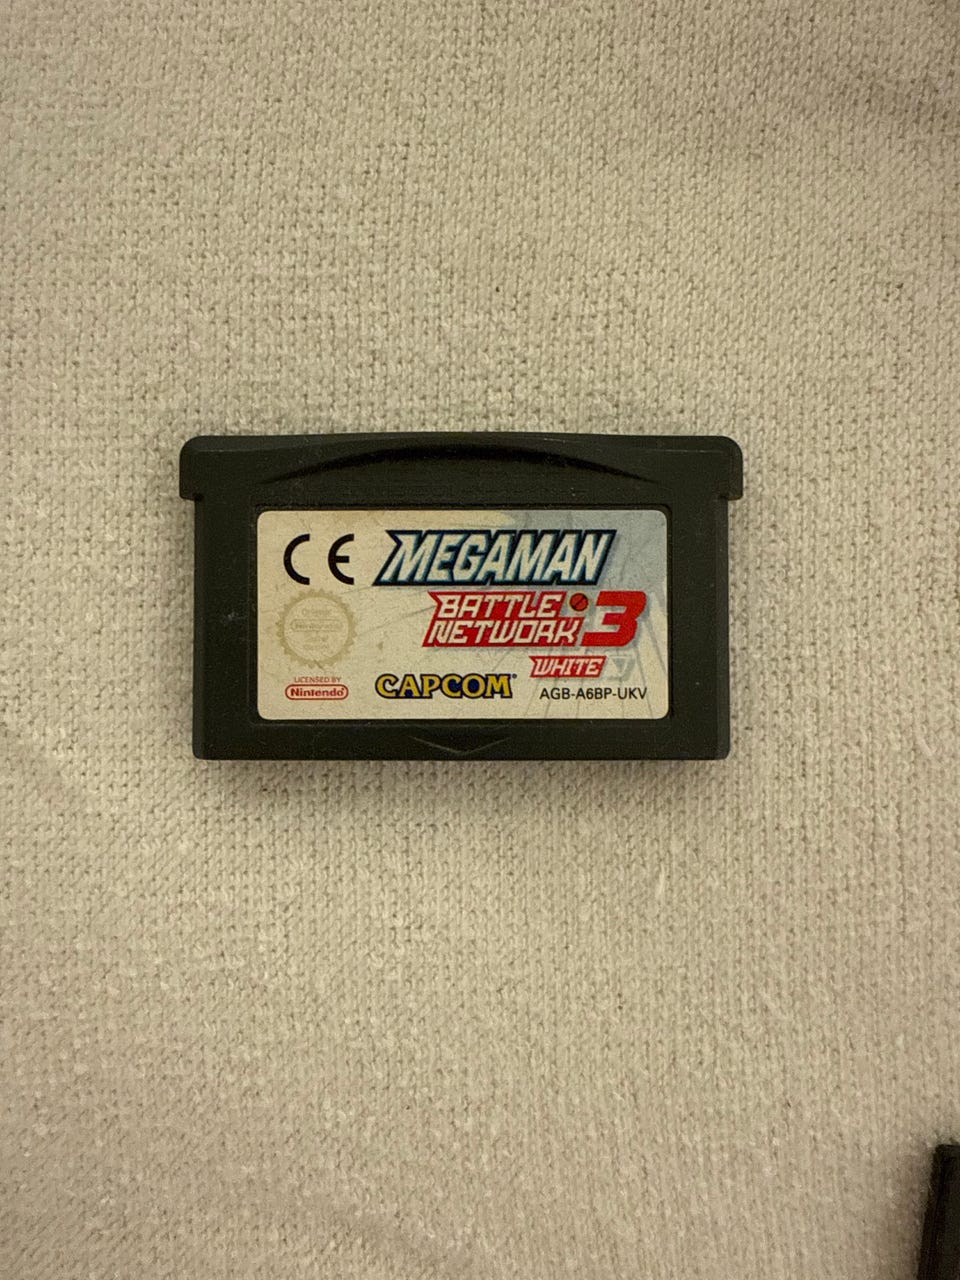 CE
MEGAMAN
BATTLE
NETWORK 3
WHITE
LICENSED BY
Nintendo
CAPCOM
AGB-A6BP-UKV